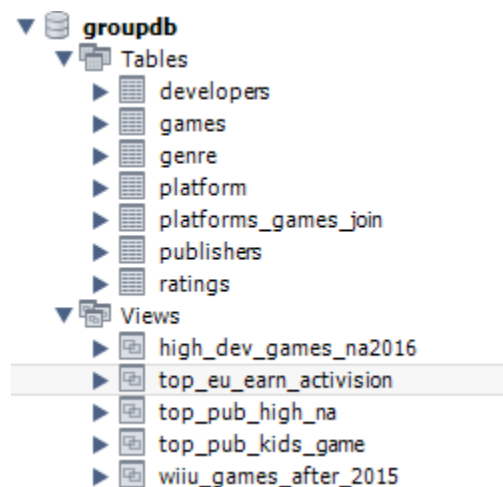 groupdb
Tables
developers
games
genre
platform
platforms_games_join
publishers
ratings
Views
high_dev_games_na2016
top_eu_earn_activision
top_pub_high_na
top_pub_kids_game
wiiu_games_after_2015